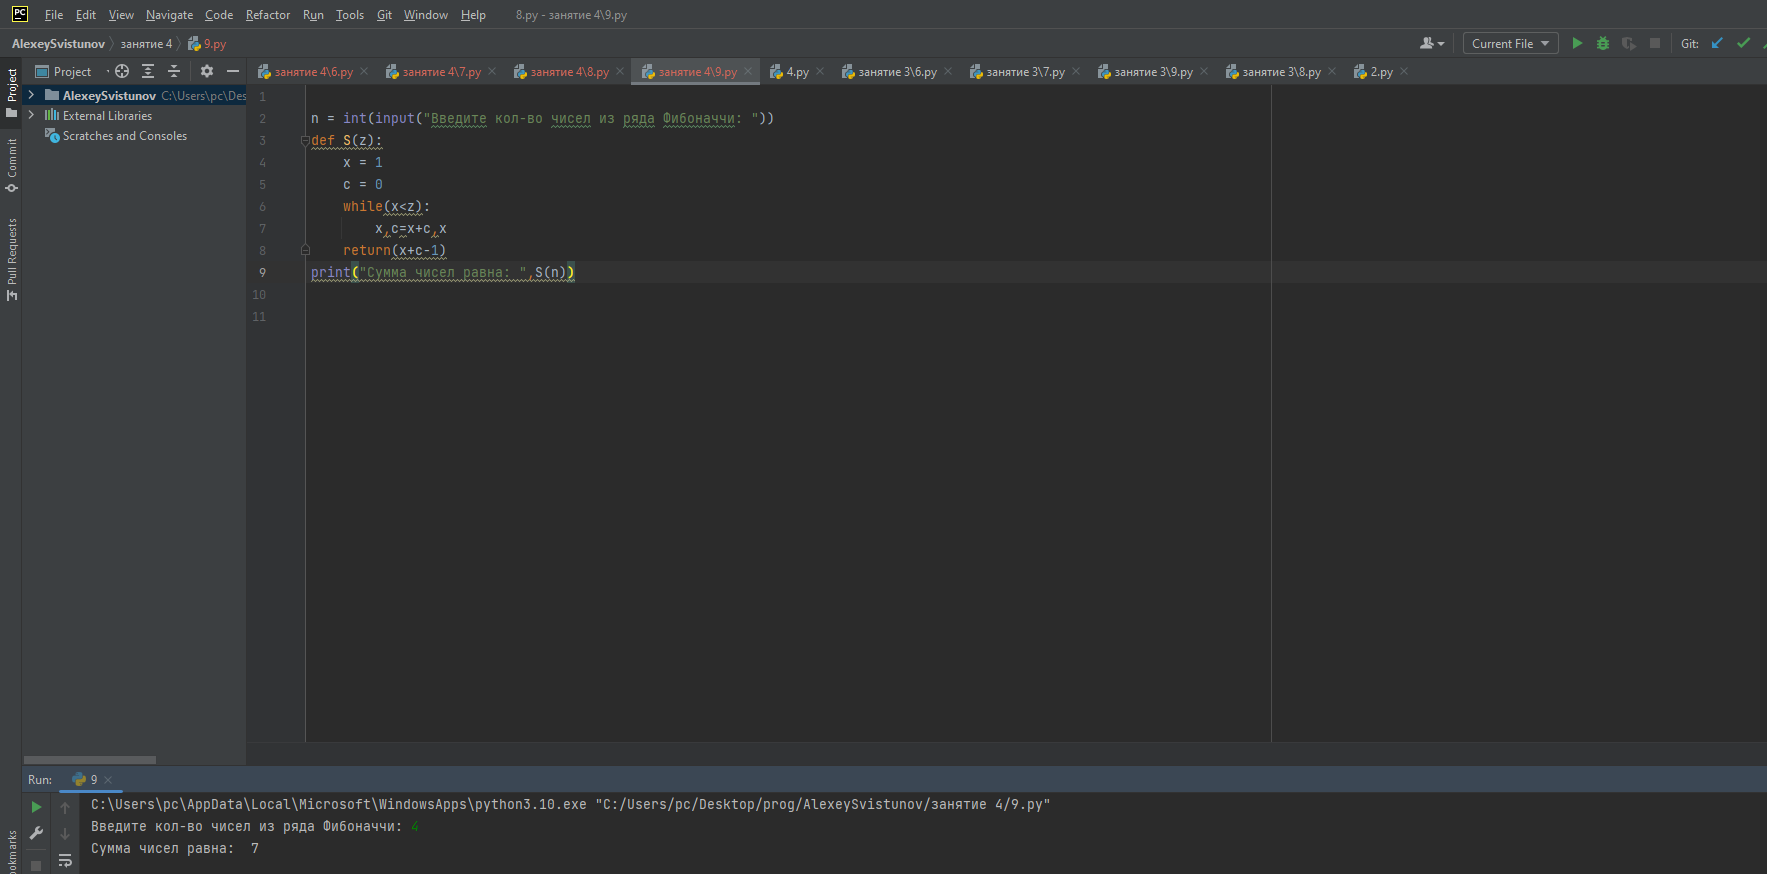 PC File Edit View Navigate Code Refactor Run Tools Git Window Help 8.py - занятие 4\9.py
AlexeySvistunov занятие 4 9.py Current File Git:
Project занятие 4\6.py занятие 4\7.py занятие 4\8.py занятие 4\9.py 4.py занятие 3\6.py занятие 3\7.py занятие 3\9.py занятие 3\8.py 2.py
Project
Commit
Pull Requests
AlexeySvistunov C:\Users\pc\Des
External Libraries
Scratches and Consoles
1
2 n = int(input("Введите кол-во чисел из ряда Фибоначчи: "))
3 def S(z):
4 x = 1
5 c = 0
6 while(x<z):
7 x,c=x+c,x
8 return(x+c-1)
9 print("Сумма чисел равна: ",S(n))
10
11
Run: 9
C:\Users\pc\AppData\Local\Microsoft\WindowsApps\python3.10.exe "C:/Users/pc/Desktop/prog/AlexeySvistunov/занятие 4/9.py"
Введите кол-во чисел из ряда Фибоначчи: 4
Сумма чисел равна:  7
okmarks